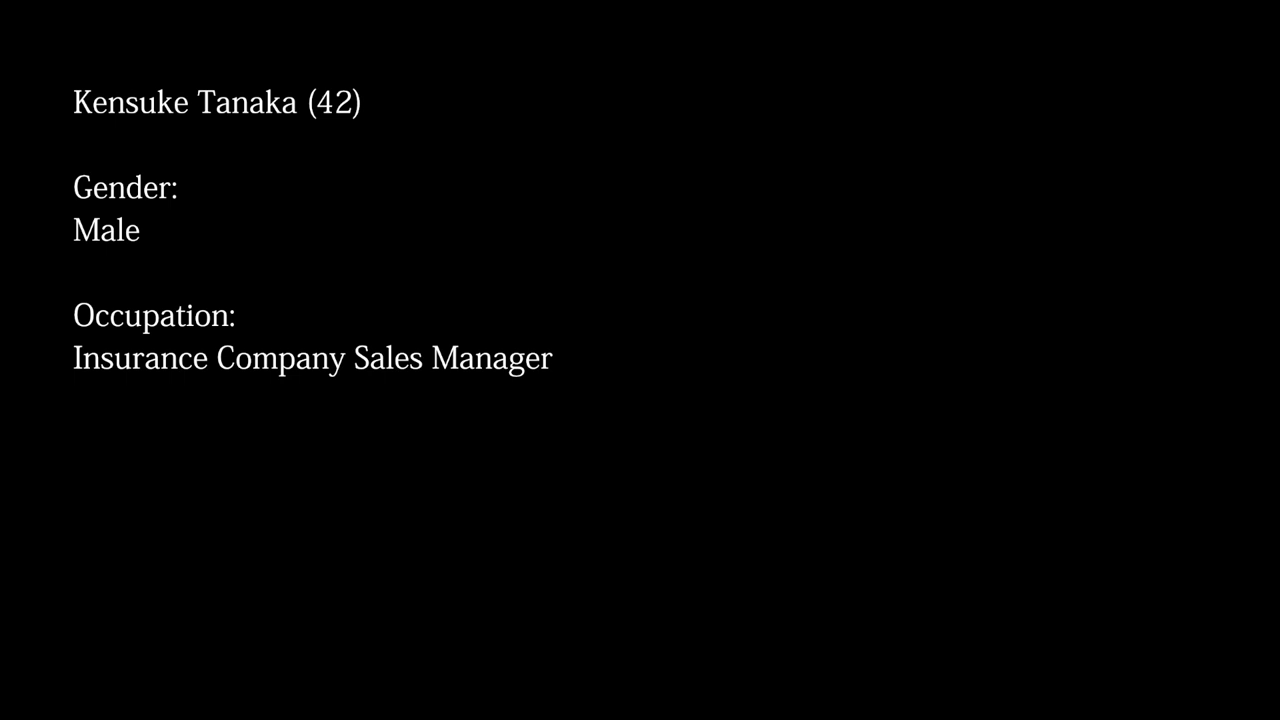 Kensuke Tanaka (42)
Gender:
Male
Occupation:
Insurance Company Sales Manager